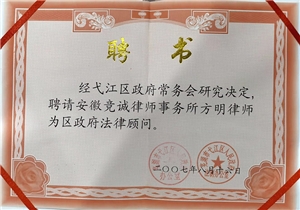 聘书
经弋江区政府常务会研究决定，
聘请安徽竞诚律师事务所方明律师
为区政府法律顾问。
二〇〇七年八月十六日